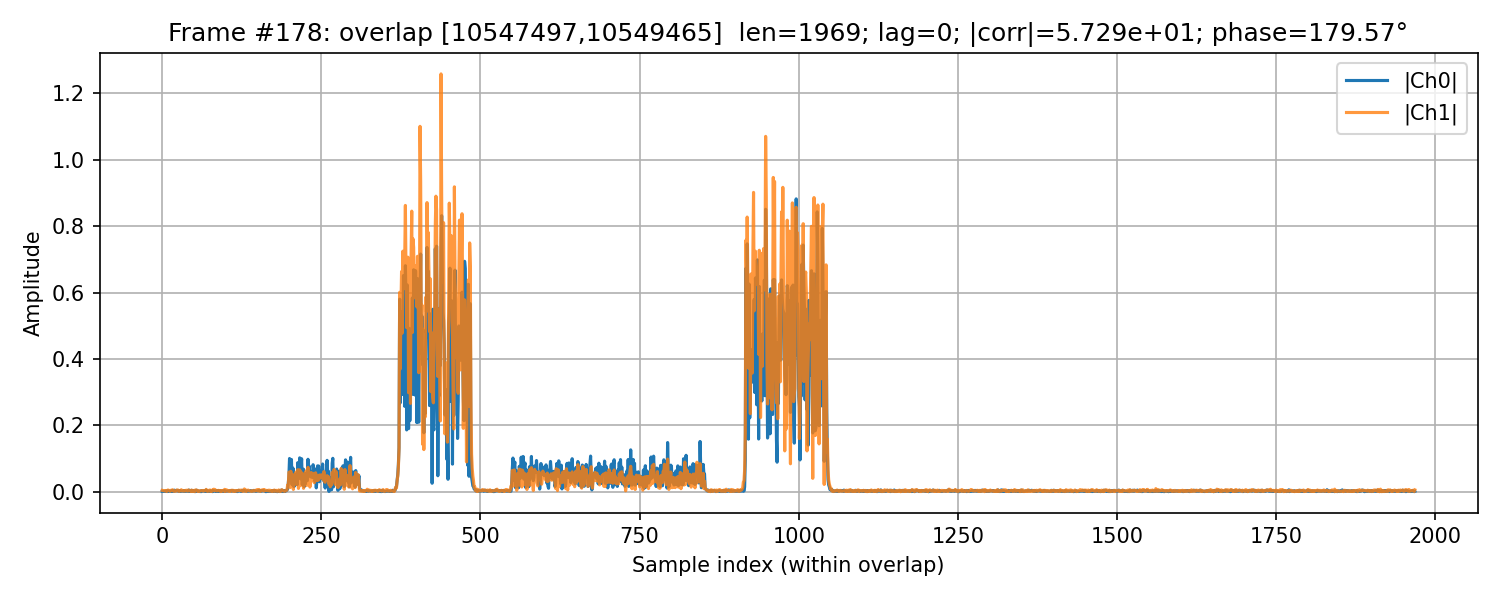 Frame #178: overlap [10547497,10549465]  len=1969; lag=0; |corr|=5.729e+01; phase=179.57°
|Ch0|
|Ch1|
Amplitude
1.2
1.0
0.8
0.6
0.4
0.2
0.0
0 250 500 750 1000 1250 1500 1750 2000
Sample index (within overlap)